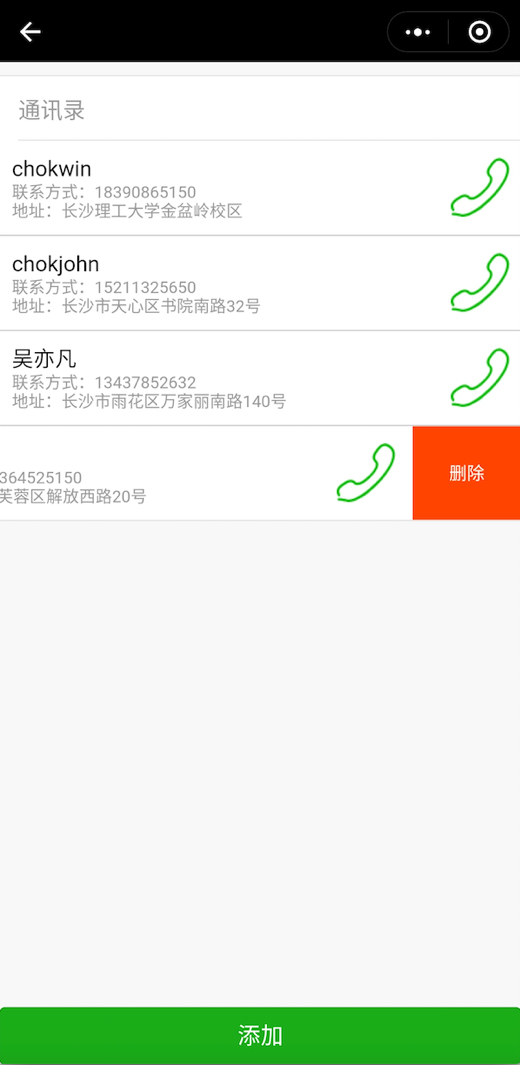 通讯录
chokwin
联系方式：18390865150
地址：长沙理工大学金盆岭校区
chokjohn
联系方式：15211325650
地址：长沙市天心区书院南路32号
吴亦凡
联系方式：13437852632
地址：长沙市雨花区万家丽南路140号
364525150
芙蓉区解放西路20号
删除
添加